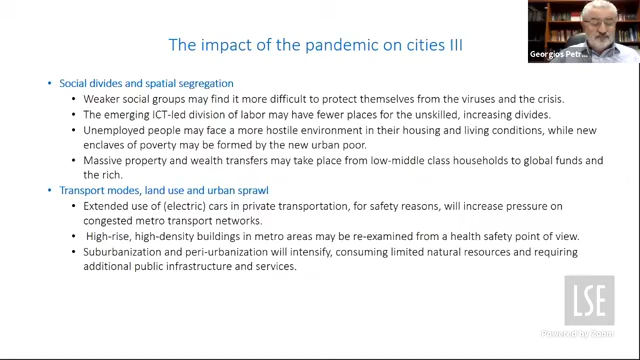 The impact of the pandemic on cities III
Georgios Petr...
• Social divides and spatial segregation
• Weaker social groups may find it more difficult to protect themselves from the viruses and the crisis.
• The emerging ICT-led division of labor may have fewer places for the unskilled, increasing divides.
• Unemployed people may face a more hostile environment in their housing and living conditions, while new
enclaves of poverty may be formed by the new urban poor.
• Massive property and wealth transfers may take place from low-middle class households to global funds and
the rich.
• Transport modes, land use and urban sprawl
• Extended use of (electric) cars in private transportation, for safety reasons, will increase pressure on
congested metro transport networks.
• High-rise, high-density buildings in metro areas may be re-examined from a health safety point of view.
• Suburbanization and peri-urbanization will intensify, consuming limited natural resources and requiring
additional public infrastructure and services.
LSE
Powered by Zoom